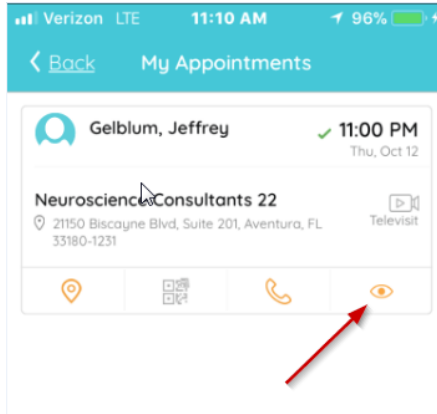 Verizon LTE 11:10 AM 96%
Back My Appointments
Gelblum, Jeffrey 11:00 PM
Thu, Oct 12
Neuroscience Consultants 22
21150 Biscayne Blvd, Suite 201, Aventura, FL
33180-1231
Televisit